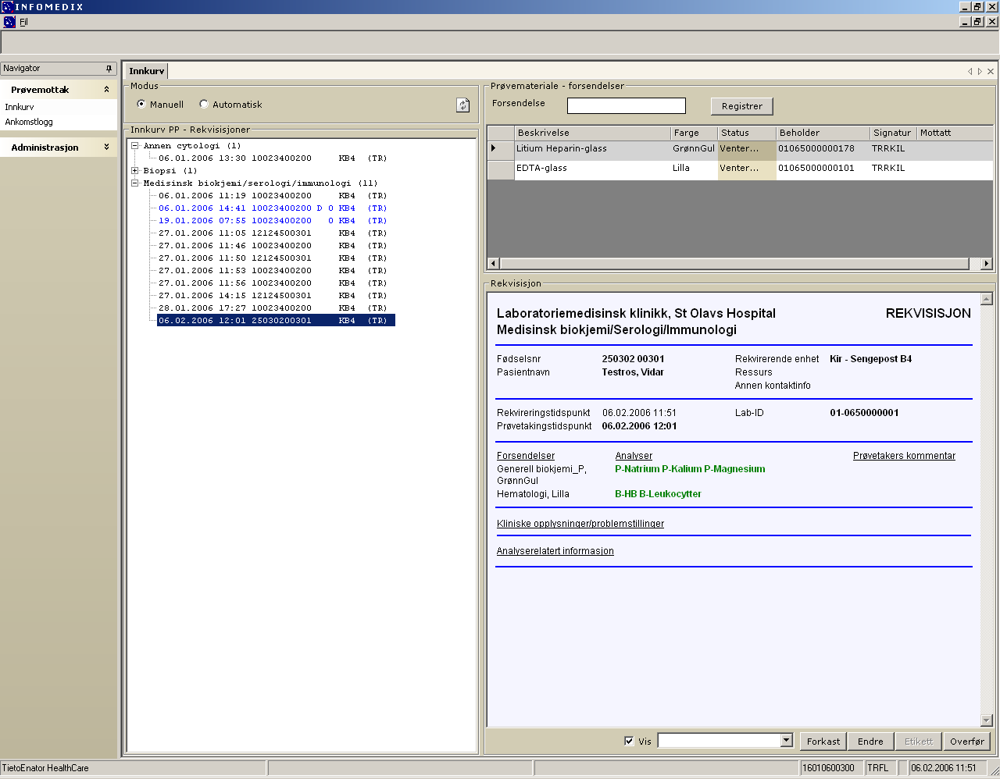 INFOMEDIX
Fil
Navigator
Prøvemottak
Innkurv
Ankomstlogg
Administrasjon
Innkurv
Modus
Manuell Automatisk
Innkurv PP - Rekvisisjoner
Annen cytologi (1)
06.01.2006 13:30 10023400200 KB4 (TR)
Biopsi (1)
Medisinsk biokjemi/serologi/immunologi (11)
06.01.2006 11:19 10023400200 KB4 (TR)
06.01.2006 14:41 10023400200 D O KB4 (TR)
19.01.2006 07:55 10023400200 O KB4 (TR)
27.01.2006 11:05 12124500301 KB4 (TR)
27.01.2006 11:46 10023400200 KB4 (TR)
27.01.2006 11:50 12124500301 KB4 (TR)
27.01.2006 11:53 10023400200 KB4 (TR)
27.01.2006 11:56 10023400200 KB4 (TR)
27.01.2006 14:15 12124500301 KB4 (TR)
28.01.2006 17:27 10023400200 KB4 (TR)
06.02.2006 12:01 25030200301 KB4 (TR)
Prøvemateriale - forsendelser
Forsendelse Registrer
Beskrivelse Farge Status Beholder Signatur Mottatt
Litium Heparin-glass GrønnGul Venter... 01065000000178 TRRKIL
EDTA-glass Lilla Venter... 01065000000101 TRRKIL
Rekvisisjon
Laboratoriemedisinsk klinikk, St Olavs Hospital REKVISISJON
Medisinsk biokjemi/Serologi/Immunologi
Fødselsnr 250302 00301 Rekvirerende enhet Kir - Sengepost B4
Pasientnavn Testros, Vidar Ressurs
Annen kontaktinfo
Rekvireringstidspunkt 06.02.2006 11:51 Lab-ID 01-0650000001
Prøvetakingstidspunkt 06.02.2006 12:01
Forsendelser Analyser Prøvetakers kommentar
Generell biokjemi_P, P-Natrium P-Kalium P-Magnesium
GrønnGul
Hematologi, Lilla B-HB B-Leukocytter
Kliniske opplysninger/problemstillinger
Analyserelatert informasjon
Vis Forkast Endre Etikett Overfør
TietoEnator HealthCare 16010600300 TRFL 06.02.2006 11:51